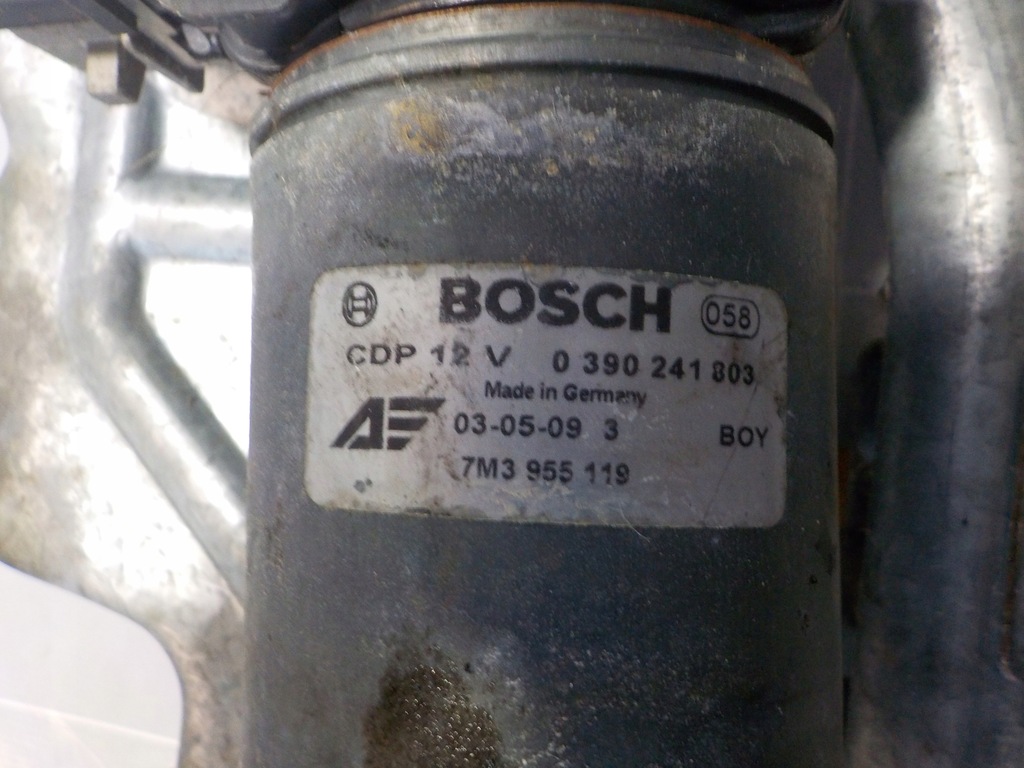 BOSCH 058
CDP 12 V 0 390 241 803
Made in Germany
AE 03-05-09 3 BOY
7M3 955 119